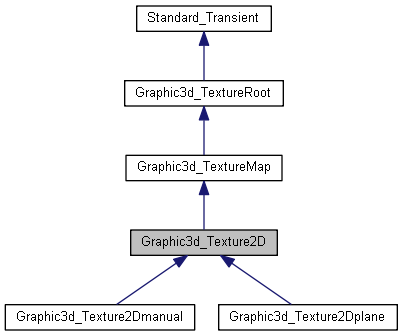 Standard_Transient
Graphic3d_TextureRoot
Graphic3d_TextureMap
Graphic3d_Texture2D
Graphic3d_Texture2Dmanual
Graphic3d_Texture2Dplane